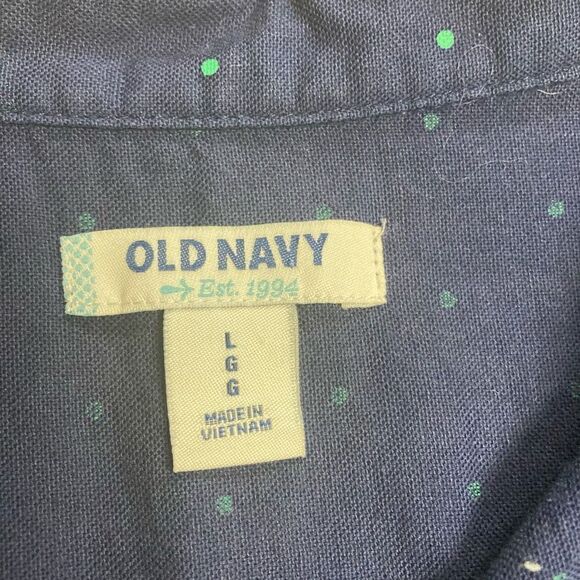 OLD NAVY
Est. 1994
L
G
G
MADE IN
VIETNAM